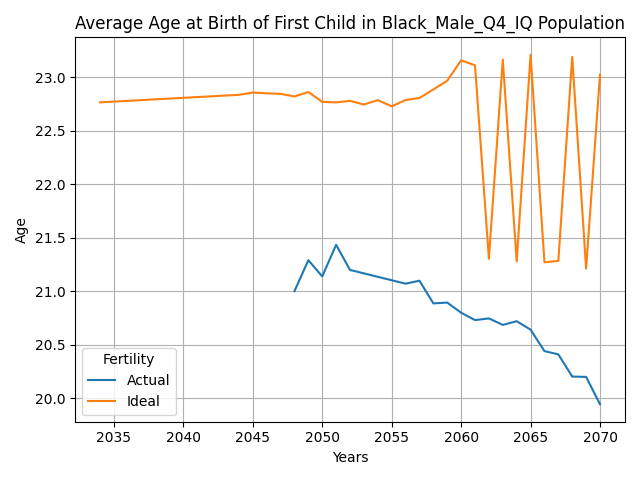 Average Age at Birth of First Child in Black_Male_Q4_IQ Population
Age
23.0
22.5
22.0
21.5
21.0
20.5
20.0
Fertility
Actual
Ideal
2035 2040 2045 2050 2055 2060 2065 2070
Years